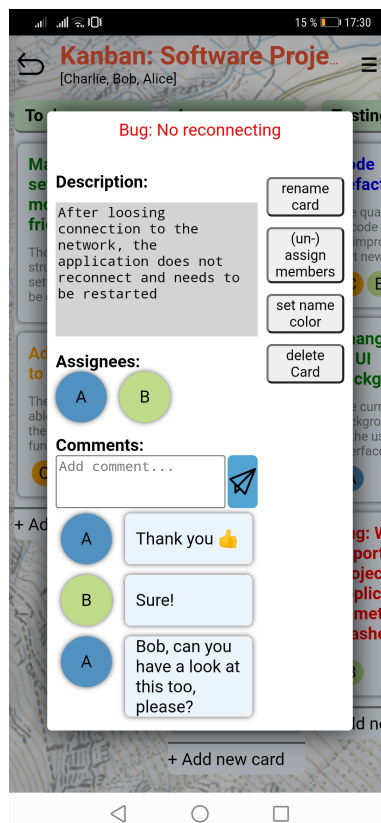 15 % 17:30
Kanban: Software Proje...
[Charlie, Bob, Alice]
To
Testing
Bug: No reconnecting
Description:
After loosing
connection to the
network, the
application does not
reconnect and needs to
be restarted
rename
card
(un-)
assign
members
set name
color
delete
Card
Assignees:
A B
Comments:
Add comment...
A Thank you 👍
B Sure!
A Bob, can you
have a look at
this too,
please?
+ Add new card